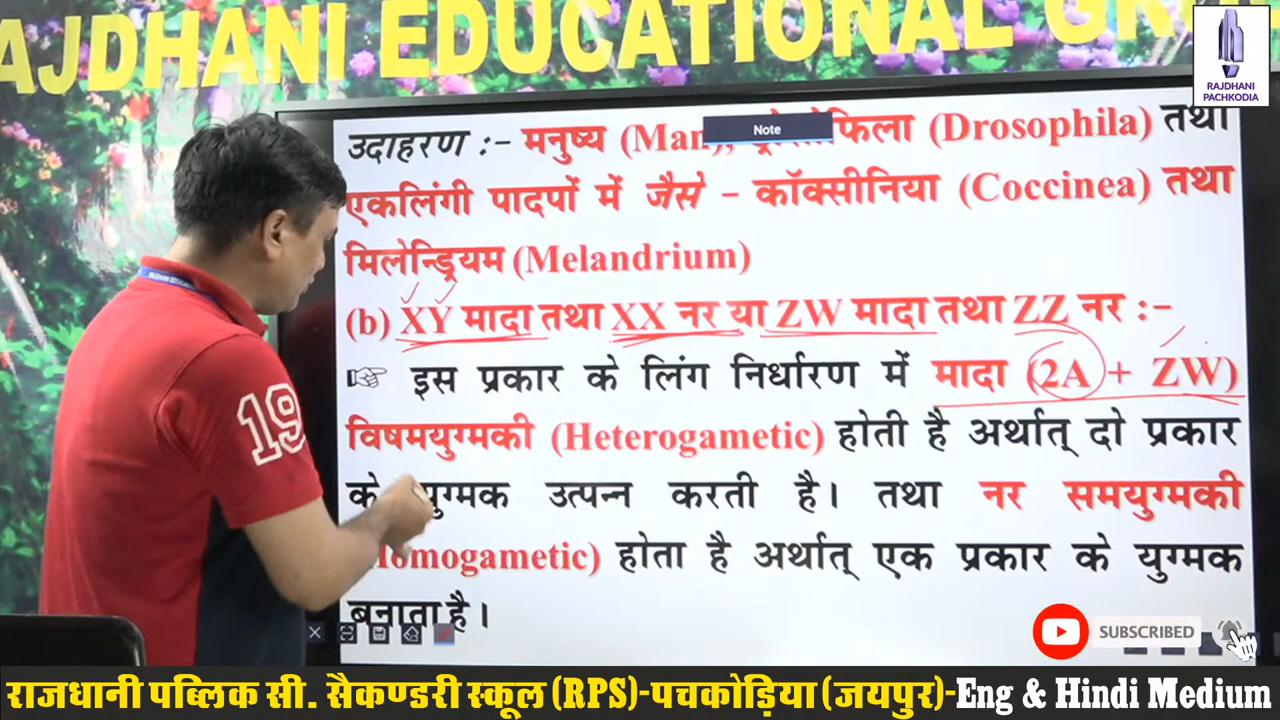 AJDHANI EDUCATIONAL GR
RAJDHANI
PACHKODIA
Note
उदाहरण :- मनुष्य (Man), फिला (Drosophila) तथा
एकलिंगी पादपों में जैसे - कॉक्सीनिया (Coccinea) तथा
मिलेन्ड्रियम (Melandrium)
(b) XY मादा तथा XX नर या ZW मादा तथा ZZ नर :-
इस प्रकार के लिंग निर्धारण में मादा (2A + ZW)
विषमयुग्मकी (Heterogametic) होती है अर्थात् दो प्रकार
के युग्मक उत्पन्न करती है। तथा नर समयुग्मकी
omogametic) होता है अर्थात् एक प्रकार के युग्मक
बनाता है।
SUBSCRIBED
राजधानी पब्लिक सी. सैकण्डरी स्कूल (RPS)-पचकोड़िया (जयपुर)-Eng & Hindi Medium
19